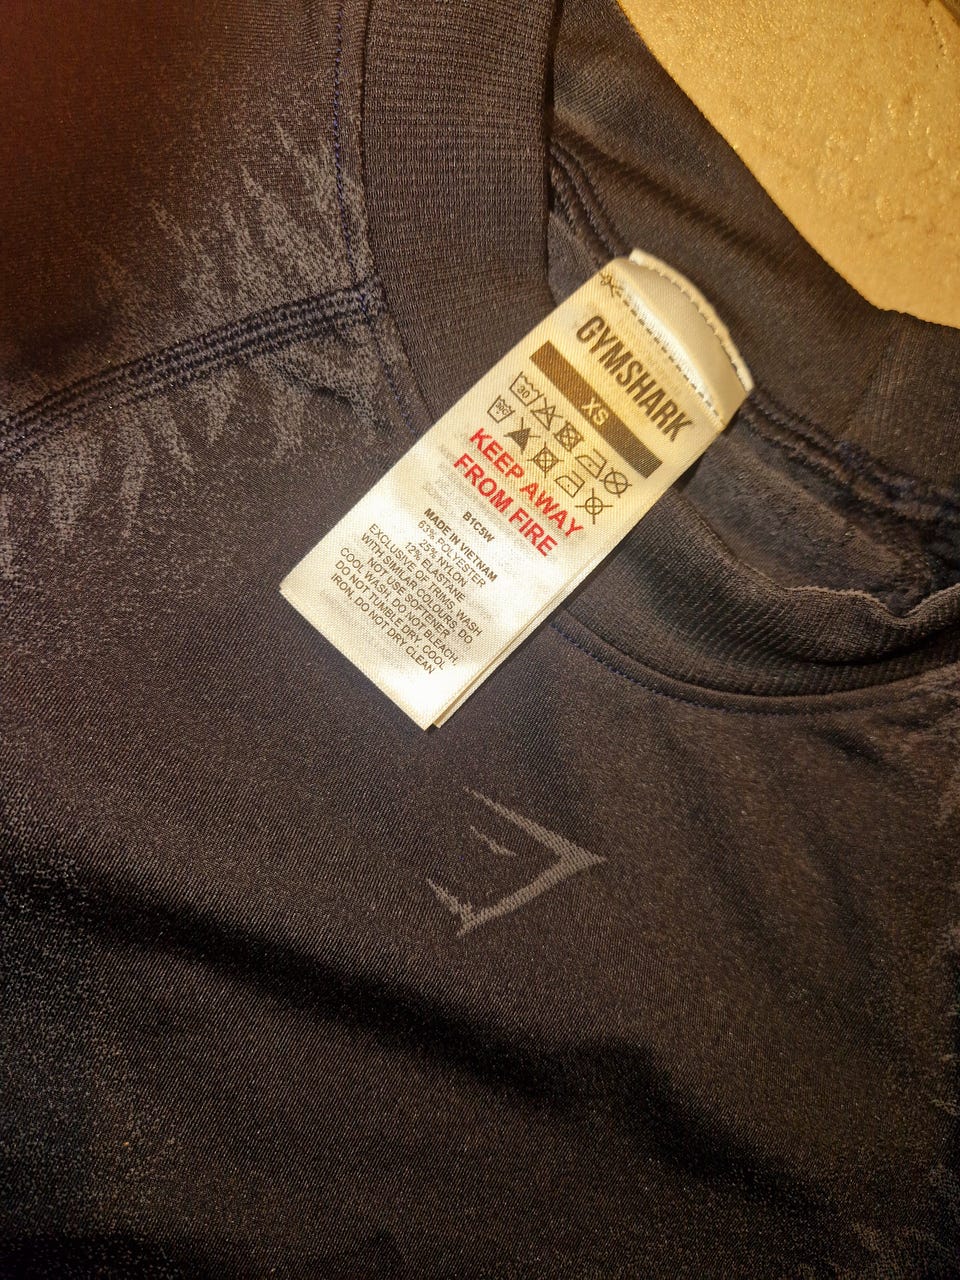 GYMSHARK
XS
30
KEEP AWAY
FROM FIRE
B1C5W
MADE IN VIETNAM
63% POLYESTER
25% NYLON
12% ELASTANE
EXCLUSIVE OF TRIMS, WASH
WITH SIMILAR COLOURS, DO
NOT USE SOFTENER
COOL WASH, DO NOT BLEACH,
DO NOT TUMBLE DRY, COOL
IRON, DO NOT DRY CLEAN